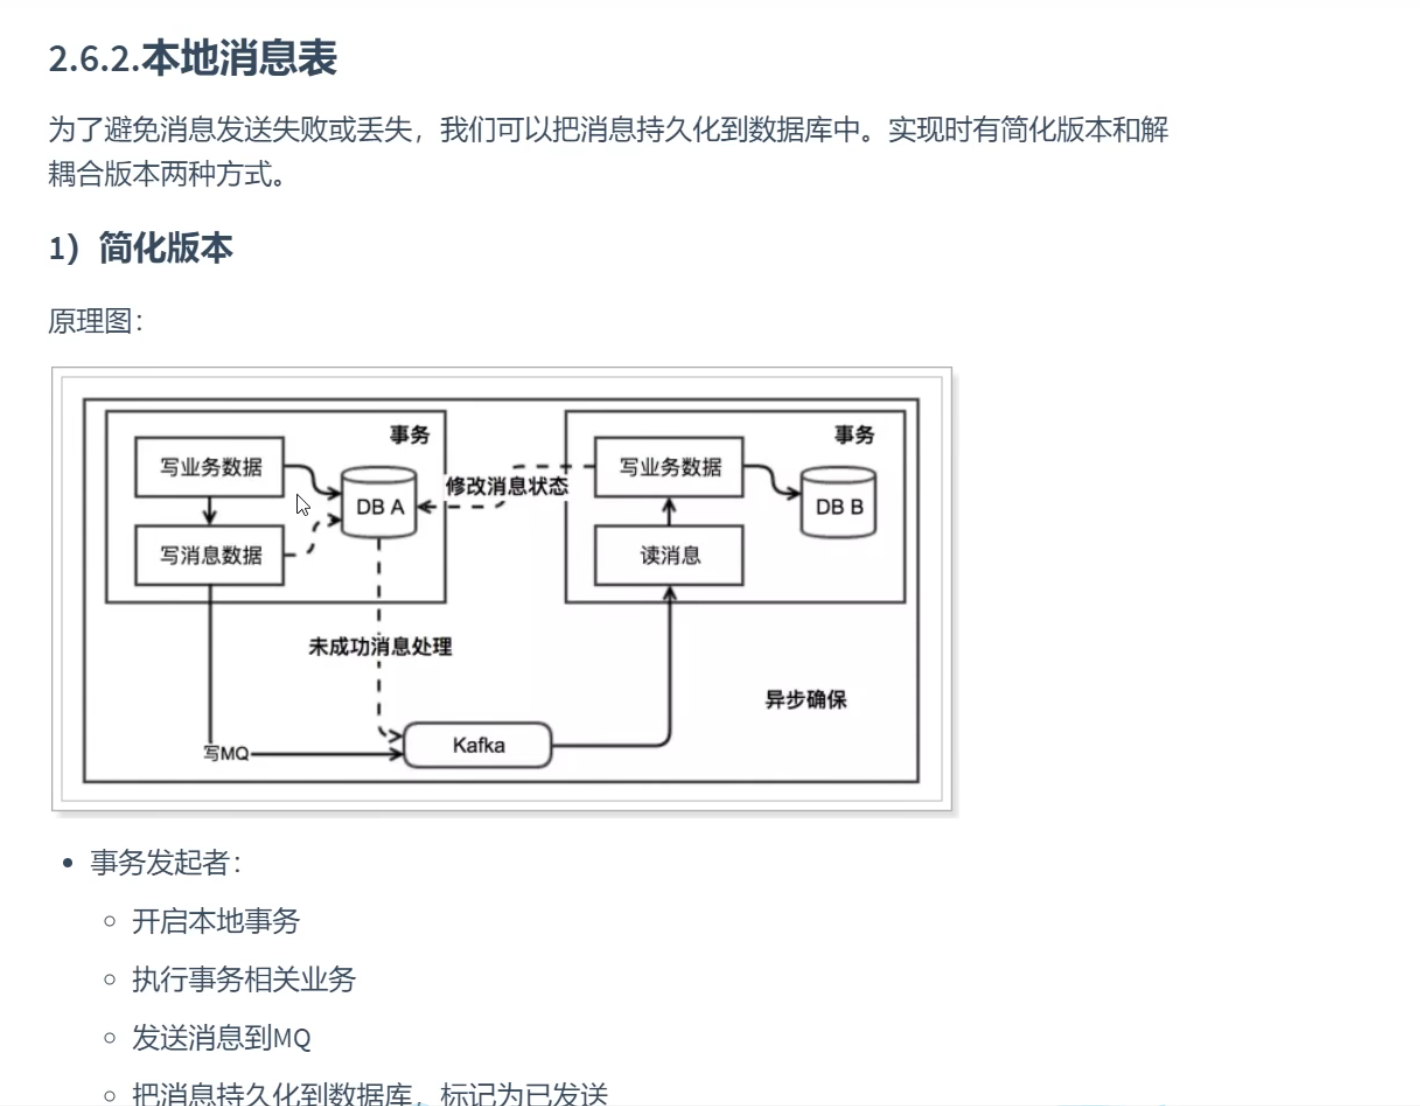 2.6.2.本地消息表
为了避免消息发送失败或丢失，我们可以把消息持久化到数据库中。实现时有简化版本和解
耦合版本两种方式。
1）简化版本
原理图：
事务
写业务数据
DB A
写消息数据
修改消息状态
事务
写业务数据
DB B
读消息
未成功消息处理
异步确保
写MQ
Kafka
事务发起者：
开启本地事务
执行事务相关业务
发送消息到MQ
把消息持久化到数据库，标记为已发送